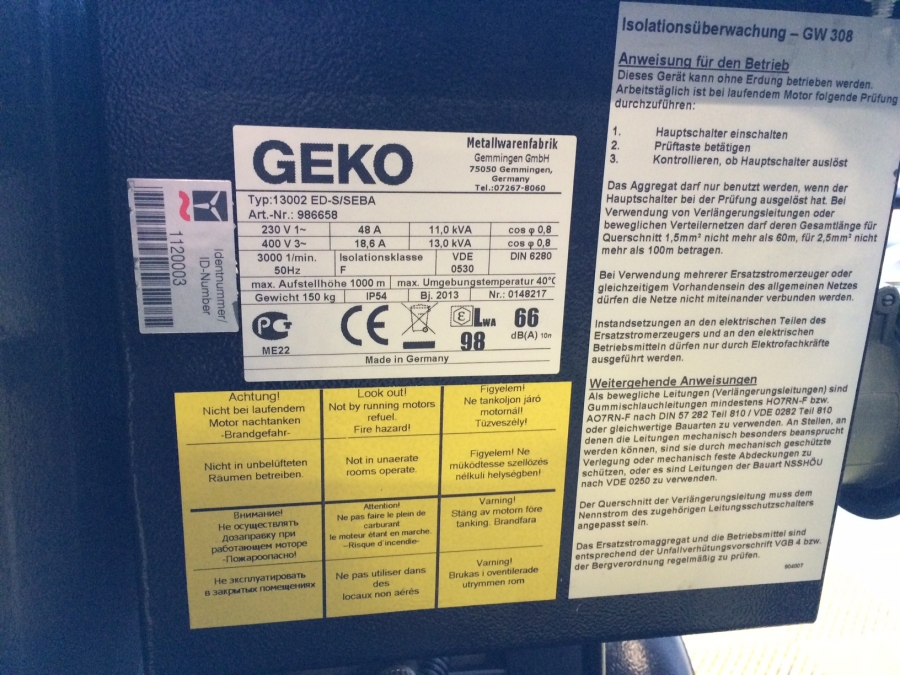 Identnummer/
ID-Number
1120003
GEKO
Metallwarenfabrik
Gemmingen GmbH
75050 Gemmingen,
Germany
Tel.:07267-8060
Typ:13002 ED-S/SEBA
Art.-Nr.: 986658
230 V 1~ 48 A 11,0 kVA cos φ 0,8
400 V 3~ 18,6 A 13,0 kVA cos φ 0,8
3000 1/min. Isolationsklasse VDE DIN 6280
50Hz F 0530
max. Aufstellhöhe 1000 m max. Umgebungstemperatur 40°C
Gewicht 150 kg IP54 Bj. 2013 Nr.: 0148217
PCT
ME22
CE
LWA
98
66
dB(A) 10m
Made in Germany
Achtung!
Nicht bei laufendem
Motor nachtanken
-Brandgefahr-
Look out!
Not by running motors
refuel.
Fire hazard!
Figyelem!
Ne tankoljon járó
motornál!
Tüzveszély!
Nicht in unbelüfteten
Räumen betreiben.
Not in unaerate
rooms operate.
Figyelem! Ne
müködtesse szellözés
nélkuli helységben!
Внимание!
Не осуществлять
дозаправку при
работающем моторе
-Пожароопасно!
Attention!
Ne pas faire le plein de
carburant
le moteur étant en marche.
–Risque d'incendie-
Varning!
Stäng av motorn före
tanking. Brandfara
Не эксплуатировать
в закрытых помещениях
Ne pas utiliser dans
des
locaux non aérés
Varning!
Brukas i oventilerade
utrymmen rom
Isolationsüberwachung – GW 308
Anweisung für den Betrieb
Dieses Gerät kann ohne Erdung betrieben werden.
Arbeitstäglich ist bei laufendem Motor folgende Prüfung
durchzuführen:
1. Hauptschalter einschalten
2. Prüftaste betätigen
3. Kontrollieren, ob Hauptschalter auslöst
Das Aggregat darf nur benutzt werden, wenn der
Hauptschalter bei der Prüfung ausgelöst hat. Bei
Verwendung von Verlängerungsleitungen oder
beweglichen Verteilernetzen darf deren Gesamtlänge für
Querschnitt 1,5mm² nicht mehr als 60m, für 2,5mm² nicht
mehr als 100m betragen.
Bei Verwendung mehrerer Ersatzstromerzeuger oder
gleichzeitigem Vorhandensein des allgemeinen Netzes
dürfen die Netze nicht miteinander verbunden werden.
Instandsetzungen an den elektrischen Teilen des
Ersatzstromerzeugers und an den elektrischen
Betriebsmitteln dürfen nur durch Elektrofachkräfte
ausgeführt werden.
Weitergehende Anweisungen
Als bewegliche Leitungen (Verlängerungsleitungen) sind
Gummischlauchleitungen mindestens HO7RN-F bzw.
AO7RN-F nach DIN 57 282 Teil 810 / VDE 0282 Teil 810
oder gleichwertige Bauarten zu verwenden. An Stellen, an
denen die Leitungen mechanisch besonders beansprucht
werden können, sind sie durch mechanisch geschützte
Verlegung oder mechanisch feste Abdeckungen zu
schützen, oder es sind Leitungen der Bauart NSSHÖU
nach VDE 0250 zu verwenden.
Der Querschnitt der Verlängerungsleitung muss dem
Nennstrom des zugehörigen Leitungsschutzschalters
angepasst sein.
Das Ersatzstromaggregat und die Betriebsmittel sind
entsprechend der Unfallverhütungsvorschrift VGB 4 bzw.
der Bergverordnung regelmäßig zu prüfen.